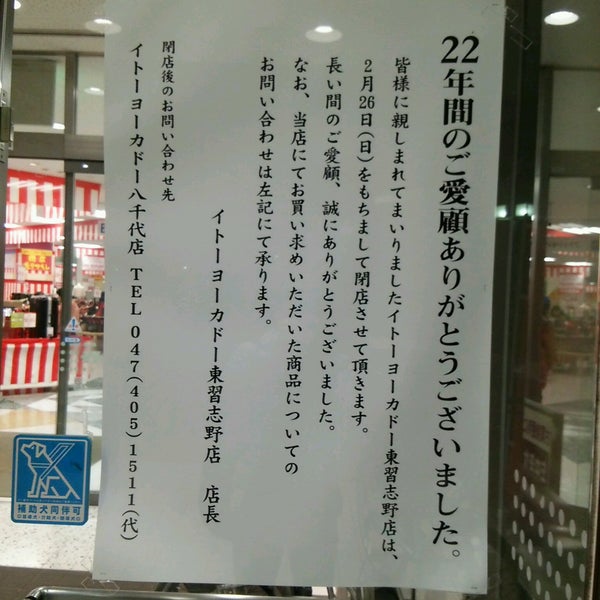 22年間のご愛顧ありがとうございました。
皆様に親しまれてまいりましたイトーヨーカドー東習志野店は、
2月26日(日)をもちまして閉店させて頂きます。
長い間のご愛顧、誠にありがとうございました。
なお、当店にてお買い求めいただいた商品についての
お問い合わせは左記にて承ります。
イトーヨーカドー東習志野店 店長
閉店後のお問い合わせ先
イトーヨーカドー八千代店 TEL 047(405)1511(代)
補助犬同伴可